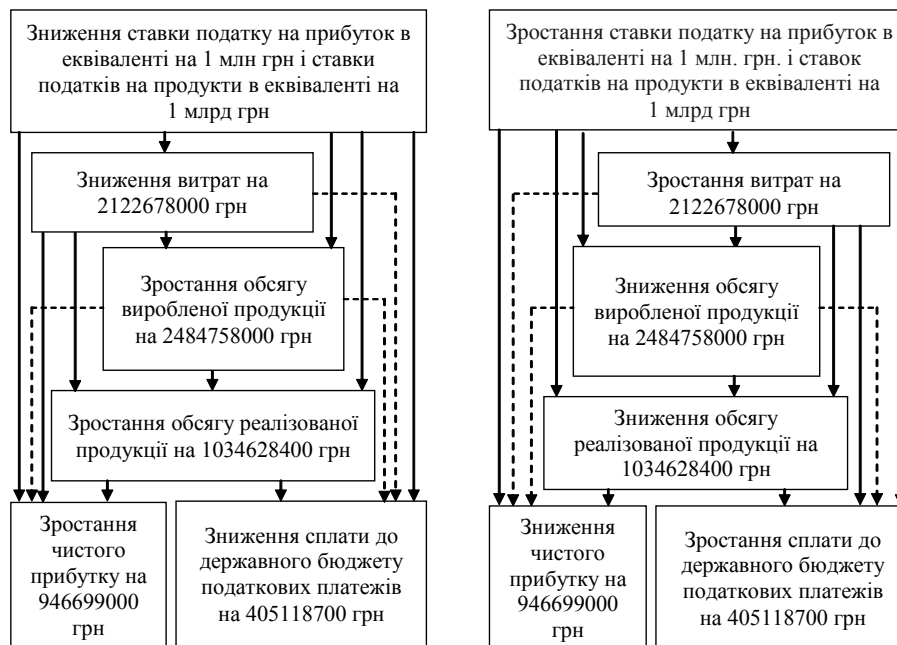 Зниження ставки податку на прибуток в
еквіваленті на 1 млн грн і ставки
податків на продукти в еквіваленті на
1 млрд грн
Зниження витрат на
2122678000 грн
Зростання обсягу
виробленої продукції
на 2484758000 грн
Зростання обсягу реалізованої
продукції на 1034628400 грн
Зростання
чистого
прибутку на
946699000
грн
Зниження сплати до
державного бюджету
податкових платежів
на 405118700 грн
Зростання ставки податку на прибуток в
еквіваленті на 1 млн. грн. і ставок
податків на продукти в еквіваленті на
1 млрд грн
Зростання витрат на
2122678000 грн
Зниження обсягу
виробленої продукції
на 2484758000 грн
Зниження обсягу
реалізованої продукції на
1034628400 грн
Зниження
чистого
прибутку на
946699000
грн
Зростання сплати до
державного бюджету
податкових платежів
на 405118700 грн